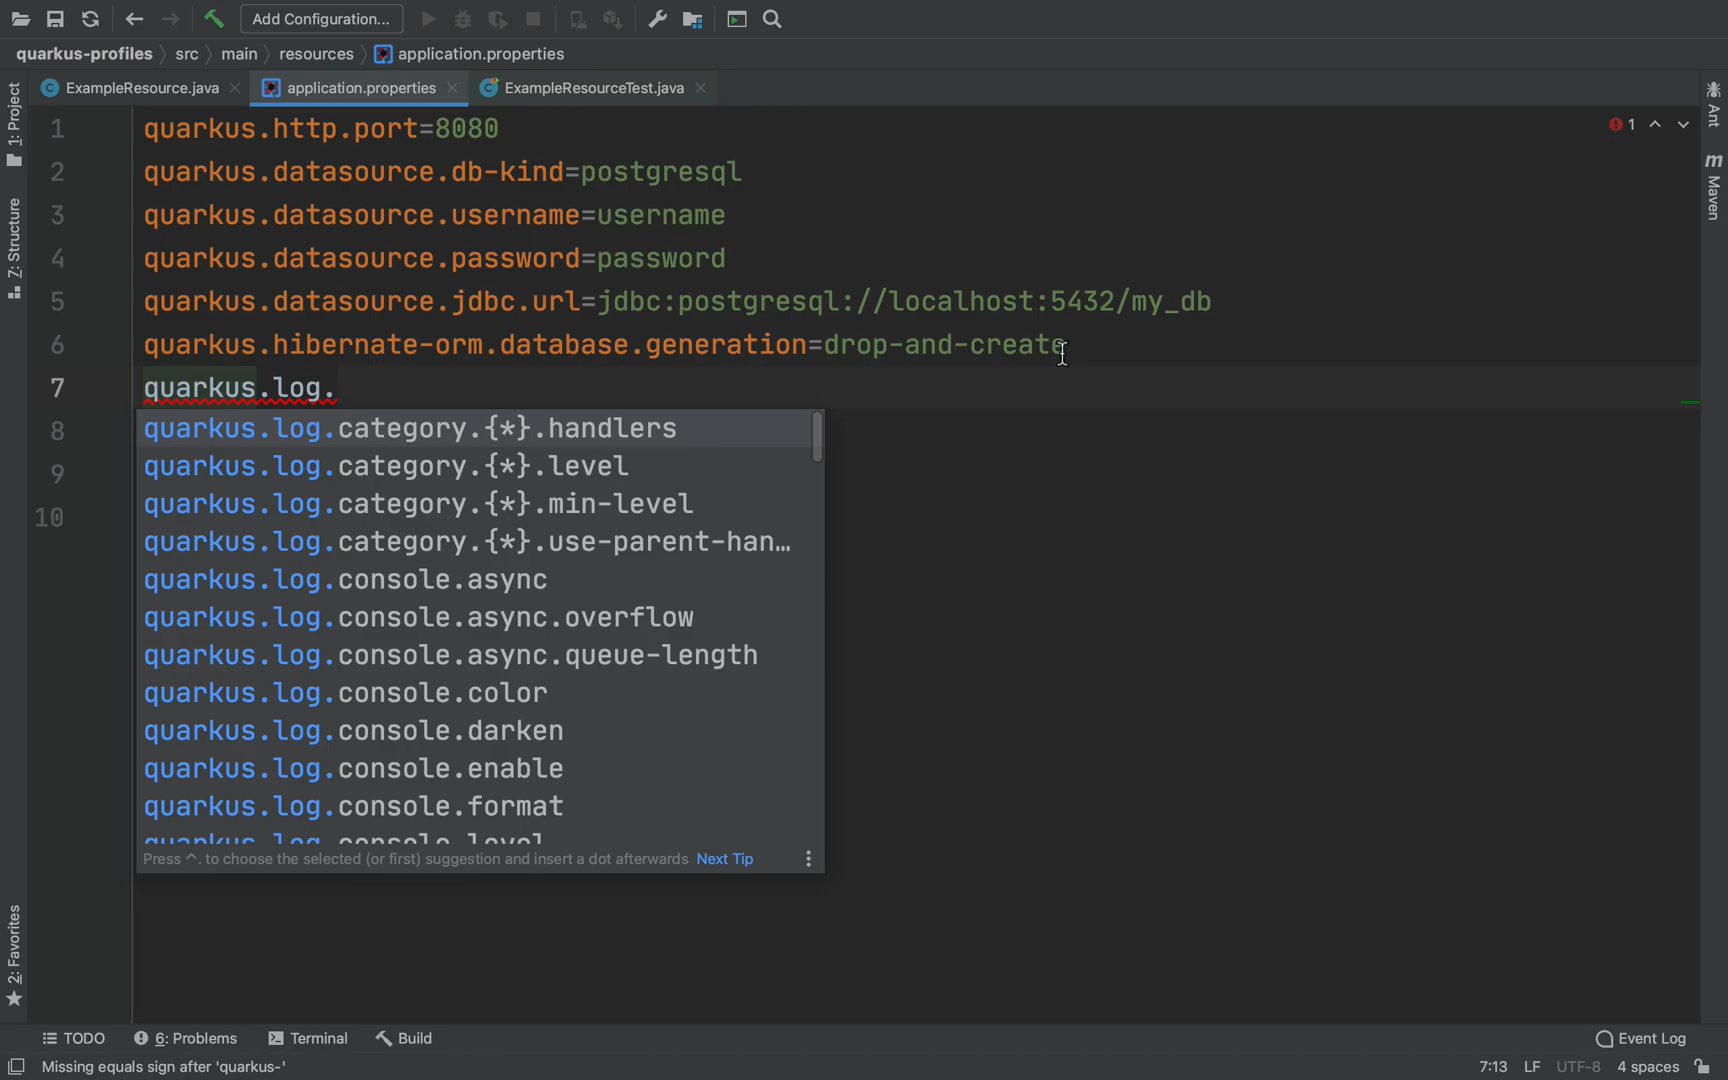 Add Configuration...
quarkus-profiles src main resources application.properties
ExampleResource.java application.properties ExampleResourceTest.java
1: Project
7: Structure
2: Favorites
Ant
m Maven
1
1 quarkus.http.port=8080
2 quarkus.datasource.db-kind=postgresql
3 quarkus.datasource.username=username
4 quarkus.datasource.password=password
5 quarkus.datasource.jdbc.url=jdbc:postgresql://localhost:5432/my_db
6 quarkus.hibernate-orm.database.generation=drop-and-create
7 quarkus.log.
8
9
10
quarkus.log.category.{*}.handlers
quarkus.log.category.{*}.level
quarkus.log.category.{*}.min-level
quarkus.log.category.{*}.use-parent-han…
quarkus.log.console.async
quarkus.log.console.async.overflow
quarkus.log.console.async.queue-length
quarkus.log.console.color
quarkus.log.console.darken
quarkus.log.console.enable
quarkus.log.console.format
quarkus.log.console.level
Press ^. to choose the selected (or first) suggestion and insert a dot afterwards Next Tip
TODO 6: Problems Terminal Build Event Log
Missing equals sign after 'quarkus-' 7:13 LF UTF-8 4 spaces